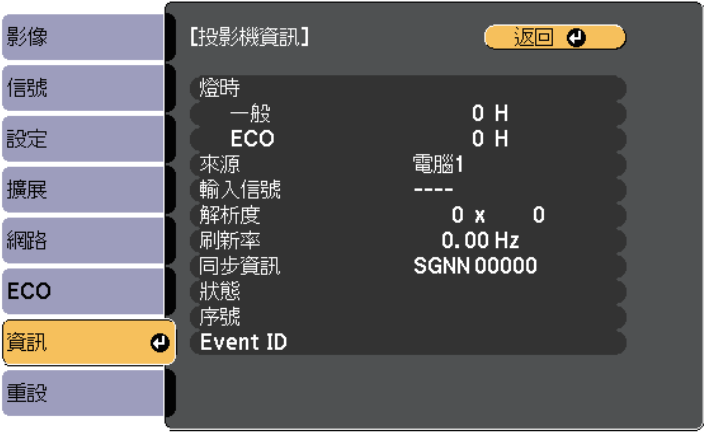 影像
信號
設定
擴展
網路
ECO
資訊
重設
[投影機資訊]
返回
燈時
一般 0 H
ECO 0 H
來源 電腦1
輸入信號 ----
解析度 0 x 0
刷新率 0.00 Hz
同步資訊 SGNN 00000
狀態
序號
Event ID